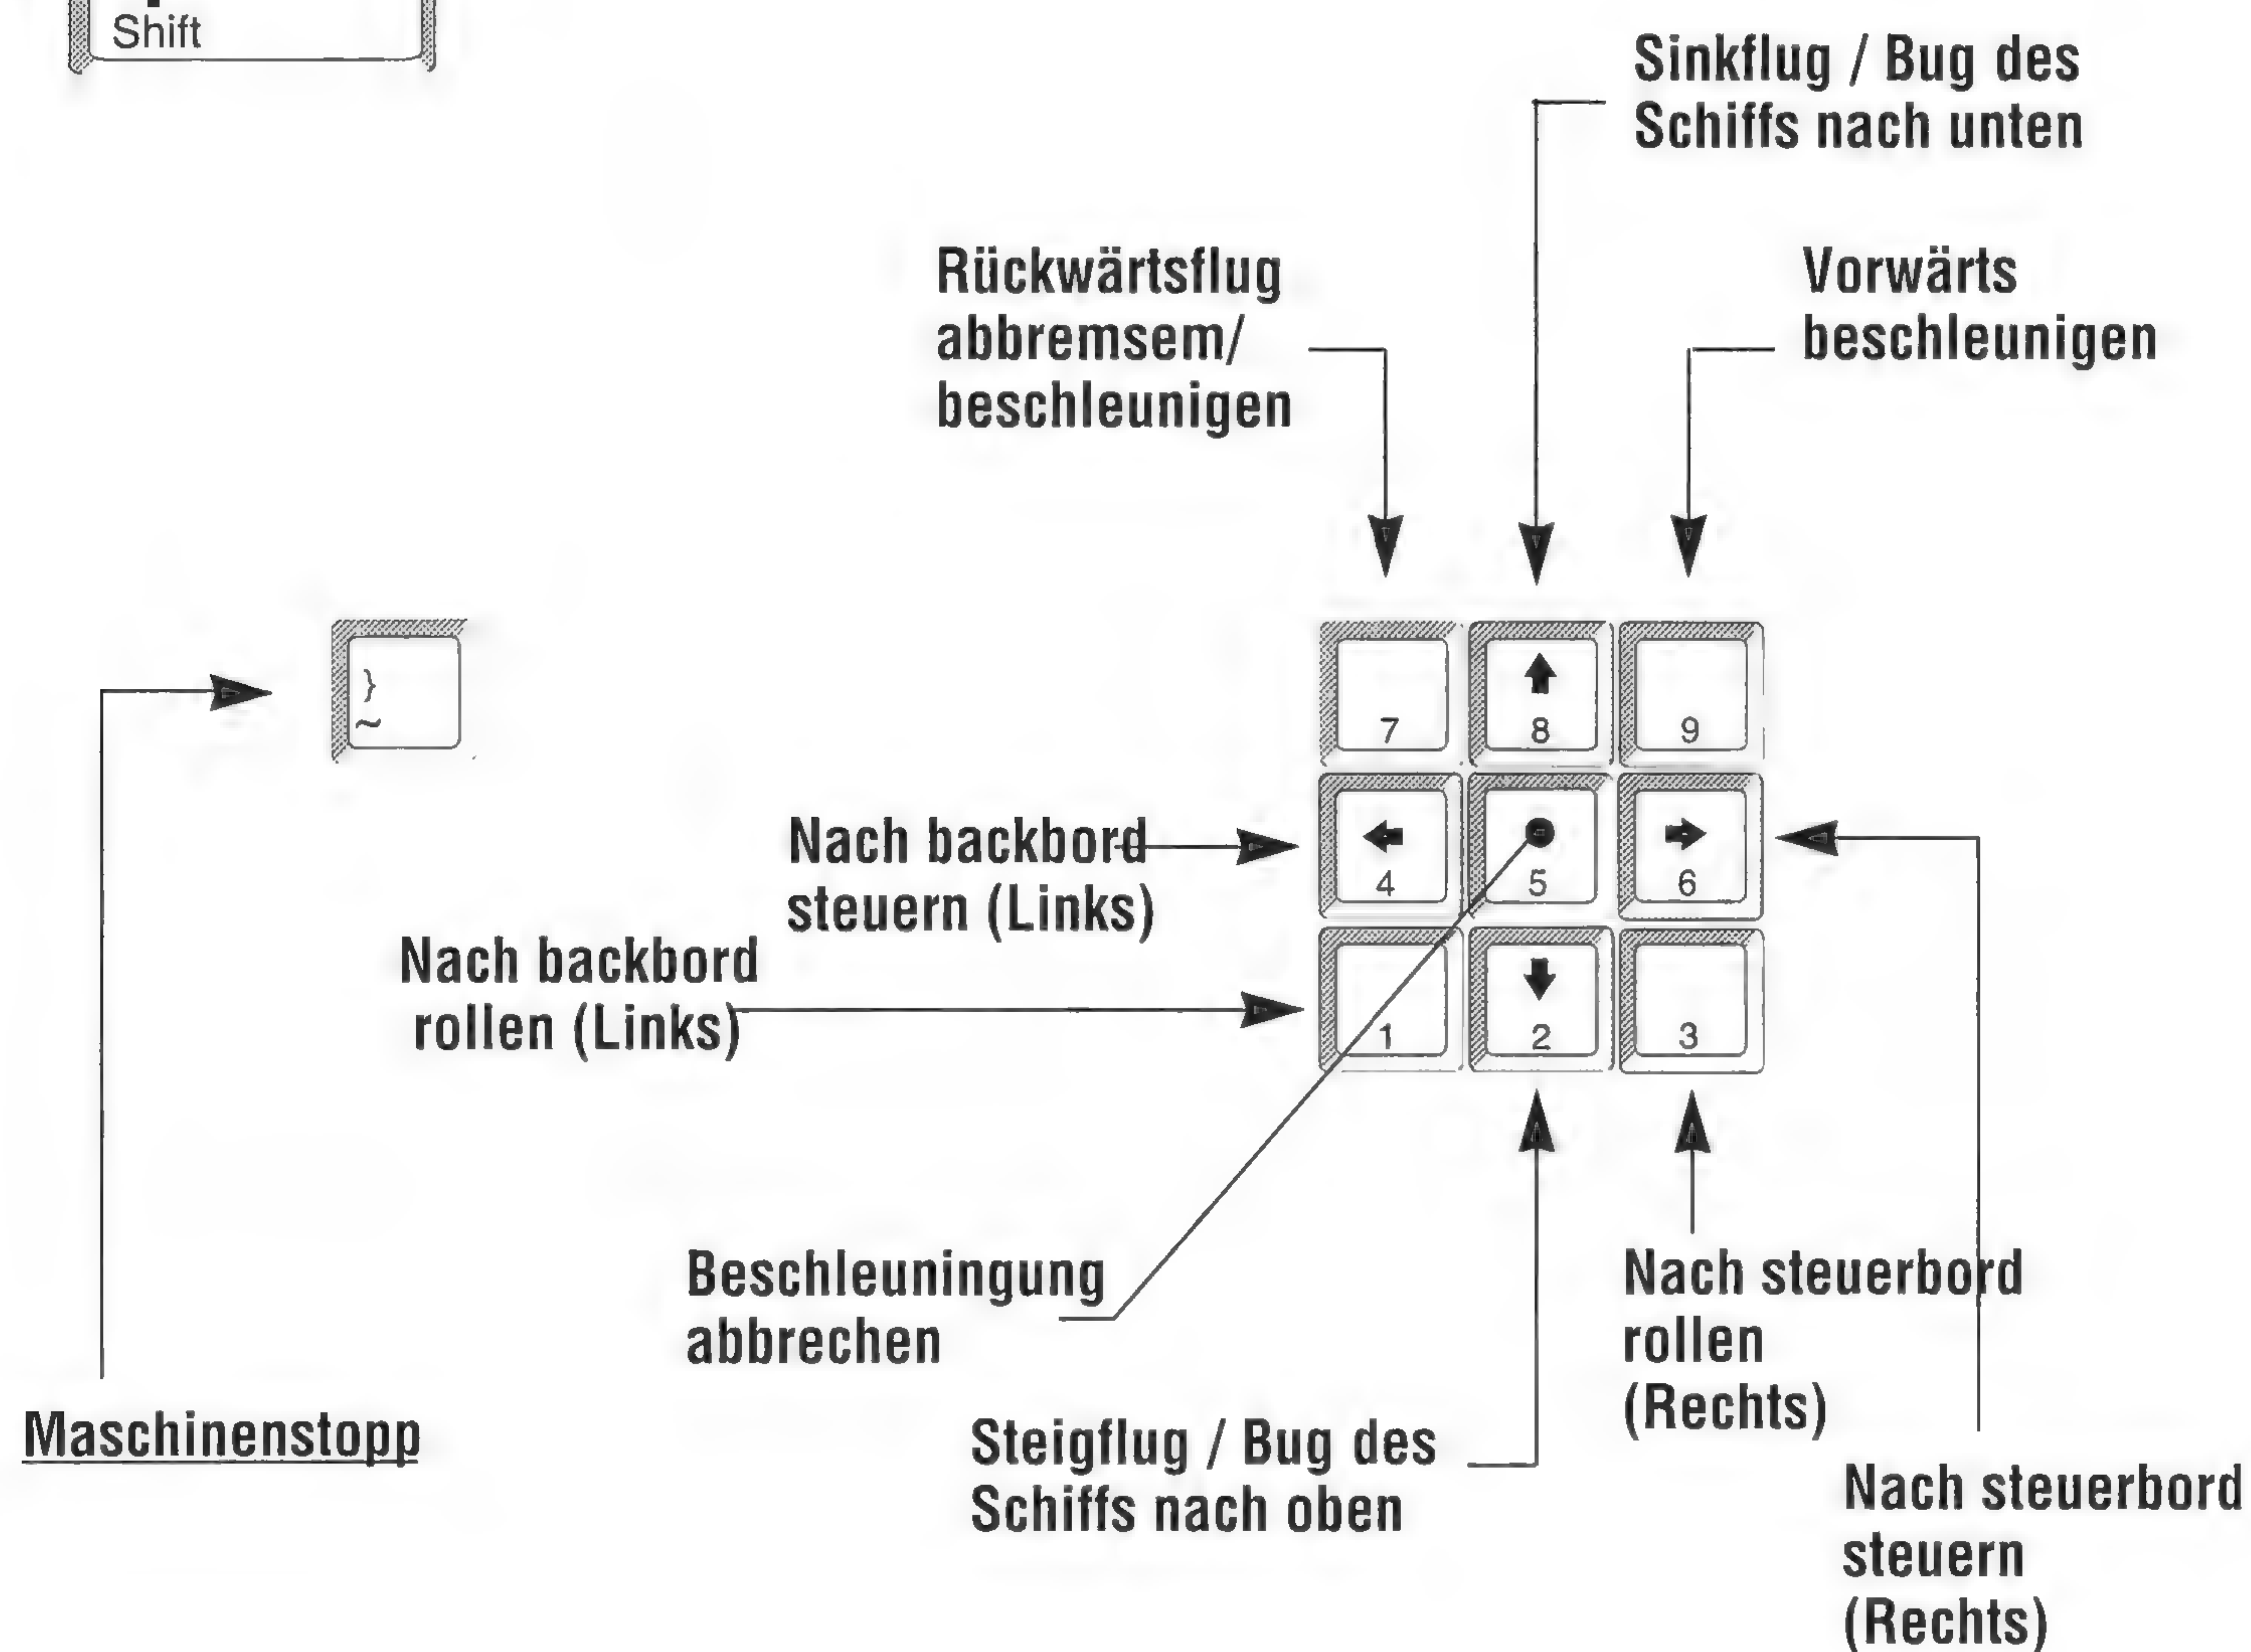 Shift
Sinkflug / Bug des
Schiffs nach unten
Rückwärtsflug
abbremsem/
beschleunigen
Vorwärts
beschleunigen
}
~
7
8
9
Nach backbord
steuern (Links)
4
5
6
Nach backbord
rollen (Links)
1
2
3
Beschleuningung
abbrechen
Nach steuerbord
rollen
(Rechts)
Maschinenstopp
Steigflug / Bug des
Schiffs nach oben
Nach steuerbord
steuern
(Rechts)